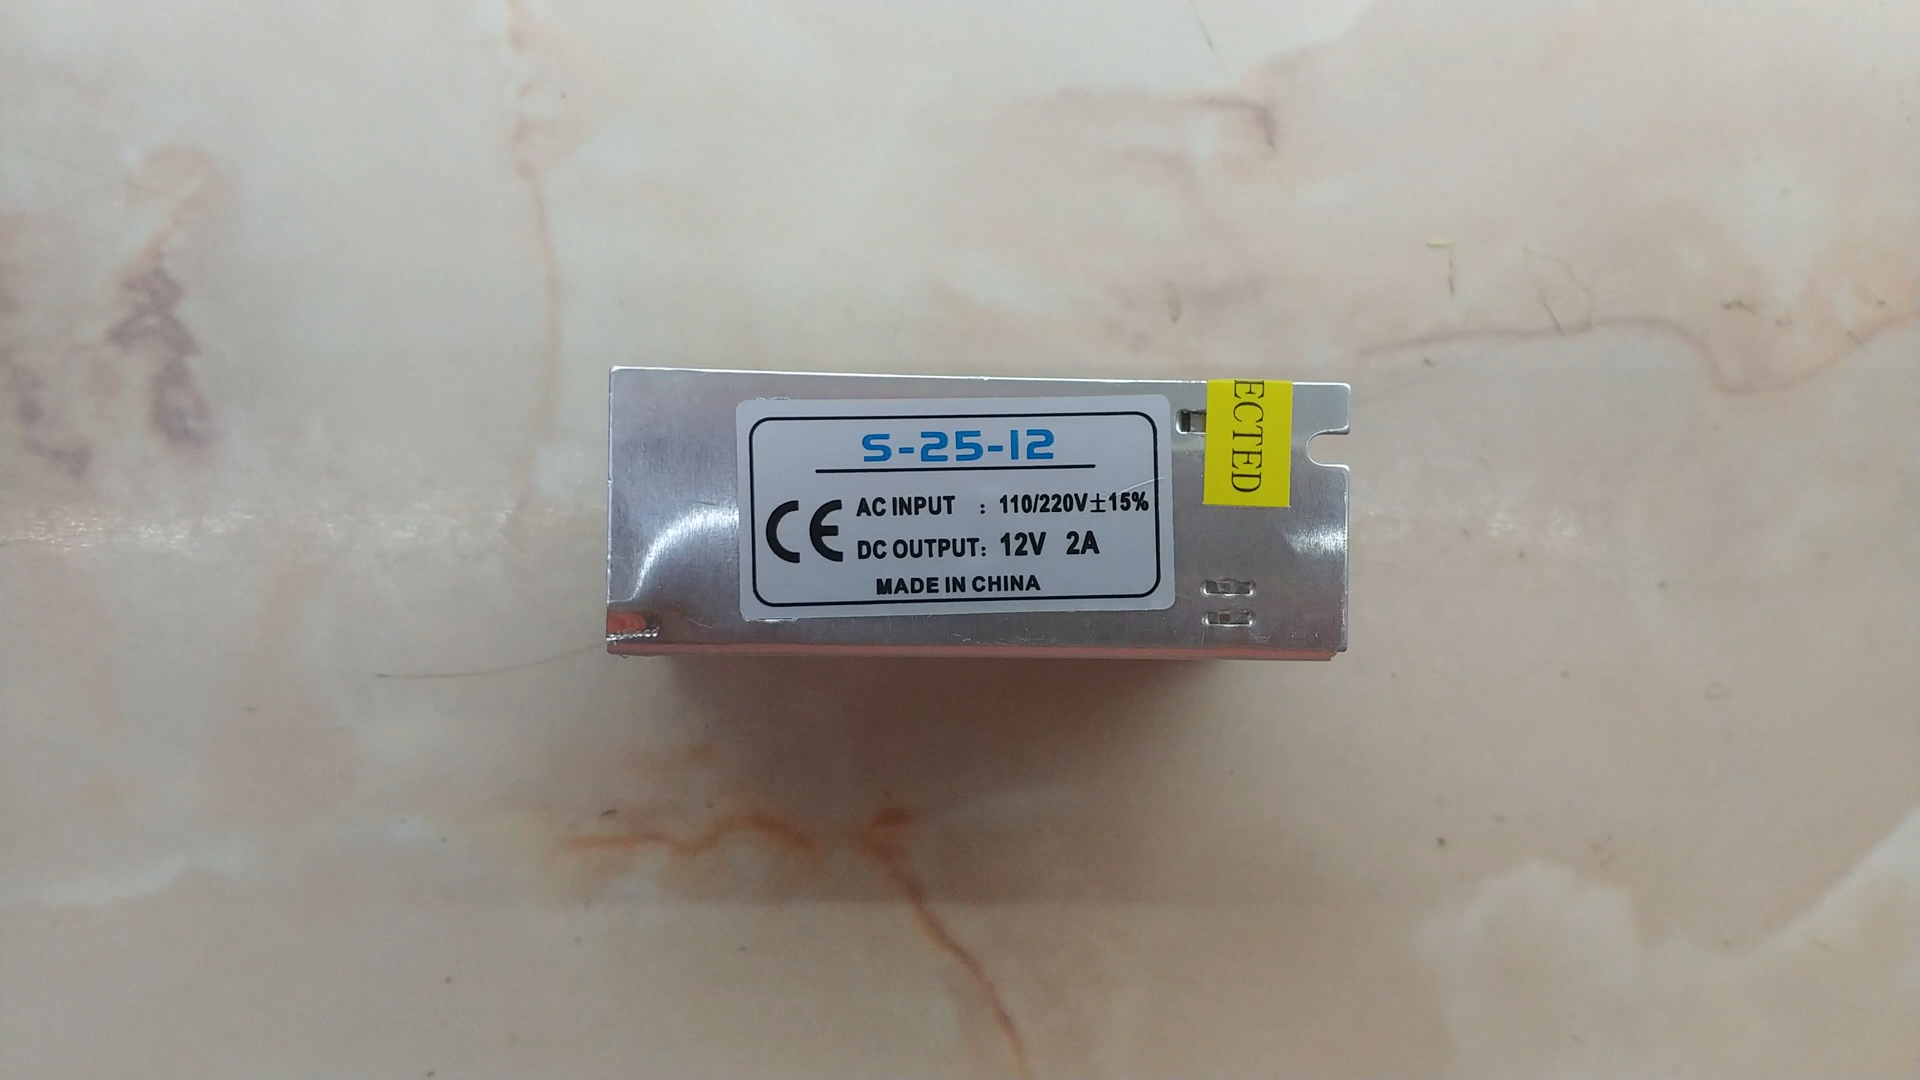 S-25-12
CE AC INPUT : 110/220V±15%
DC OUTPUT: 12V 2A
MADE IN CHINA
ECTED